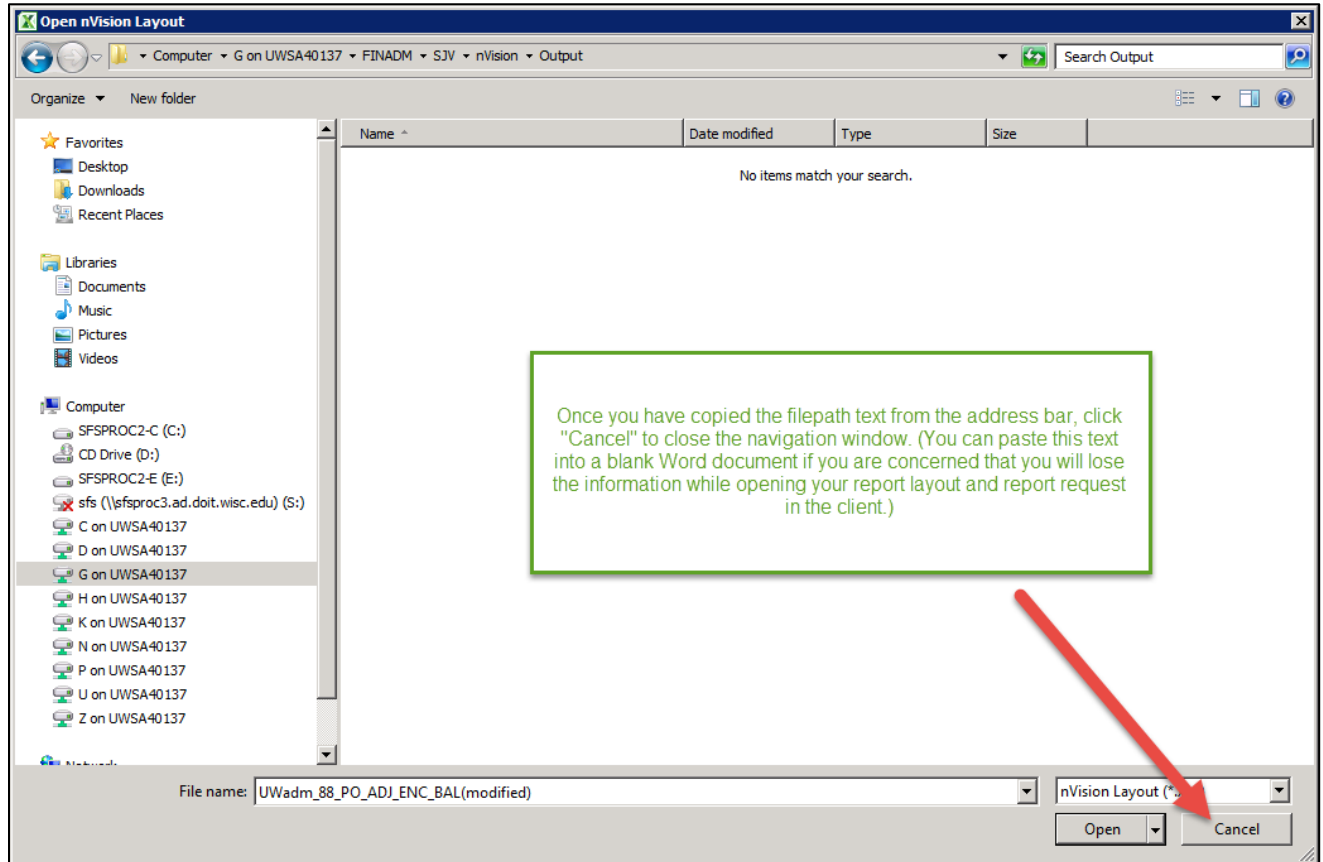 Open nVision Layout
Computer G on UWSA40137 FINADM SJV nVision Output
Search Output
Organize New folder
Name Date modified Type Size
Favorites
Desktop
Downloads
Recent Places
Libraries
Documents
Music
Pictures
Videos
Computer
SFSPROC2-C (C:)
CD Drive (D:)
SFSPROC2-E (E:)
sfs (\\sfsproc3.ad.doit.wisc.edu) (S:)
C on UWSA40137
D on UWSA40137
G on UWSA40137
H on UWSA40137
K on UWSA40137
N on UWSA40137
P on UWSA40137
U on UWSA40137
Z on UWSA40137
Network
No items match your search.
Once you have copied the filepath text from the address bar, click
"Cancel" to close the navigation window. (You can paste this text
into a blank Word document if you are concerned that you will lose
the information while opening your report layout and report request
in the client.)
File name: UWadm_88_PO_ADJ_ENC_BAL(modified)
nVision Layout
Open Cancel